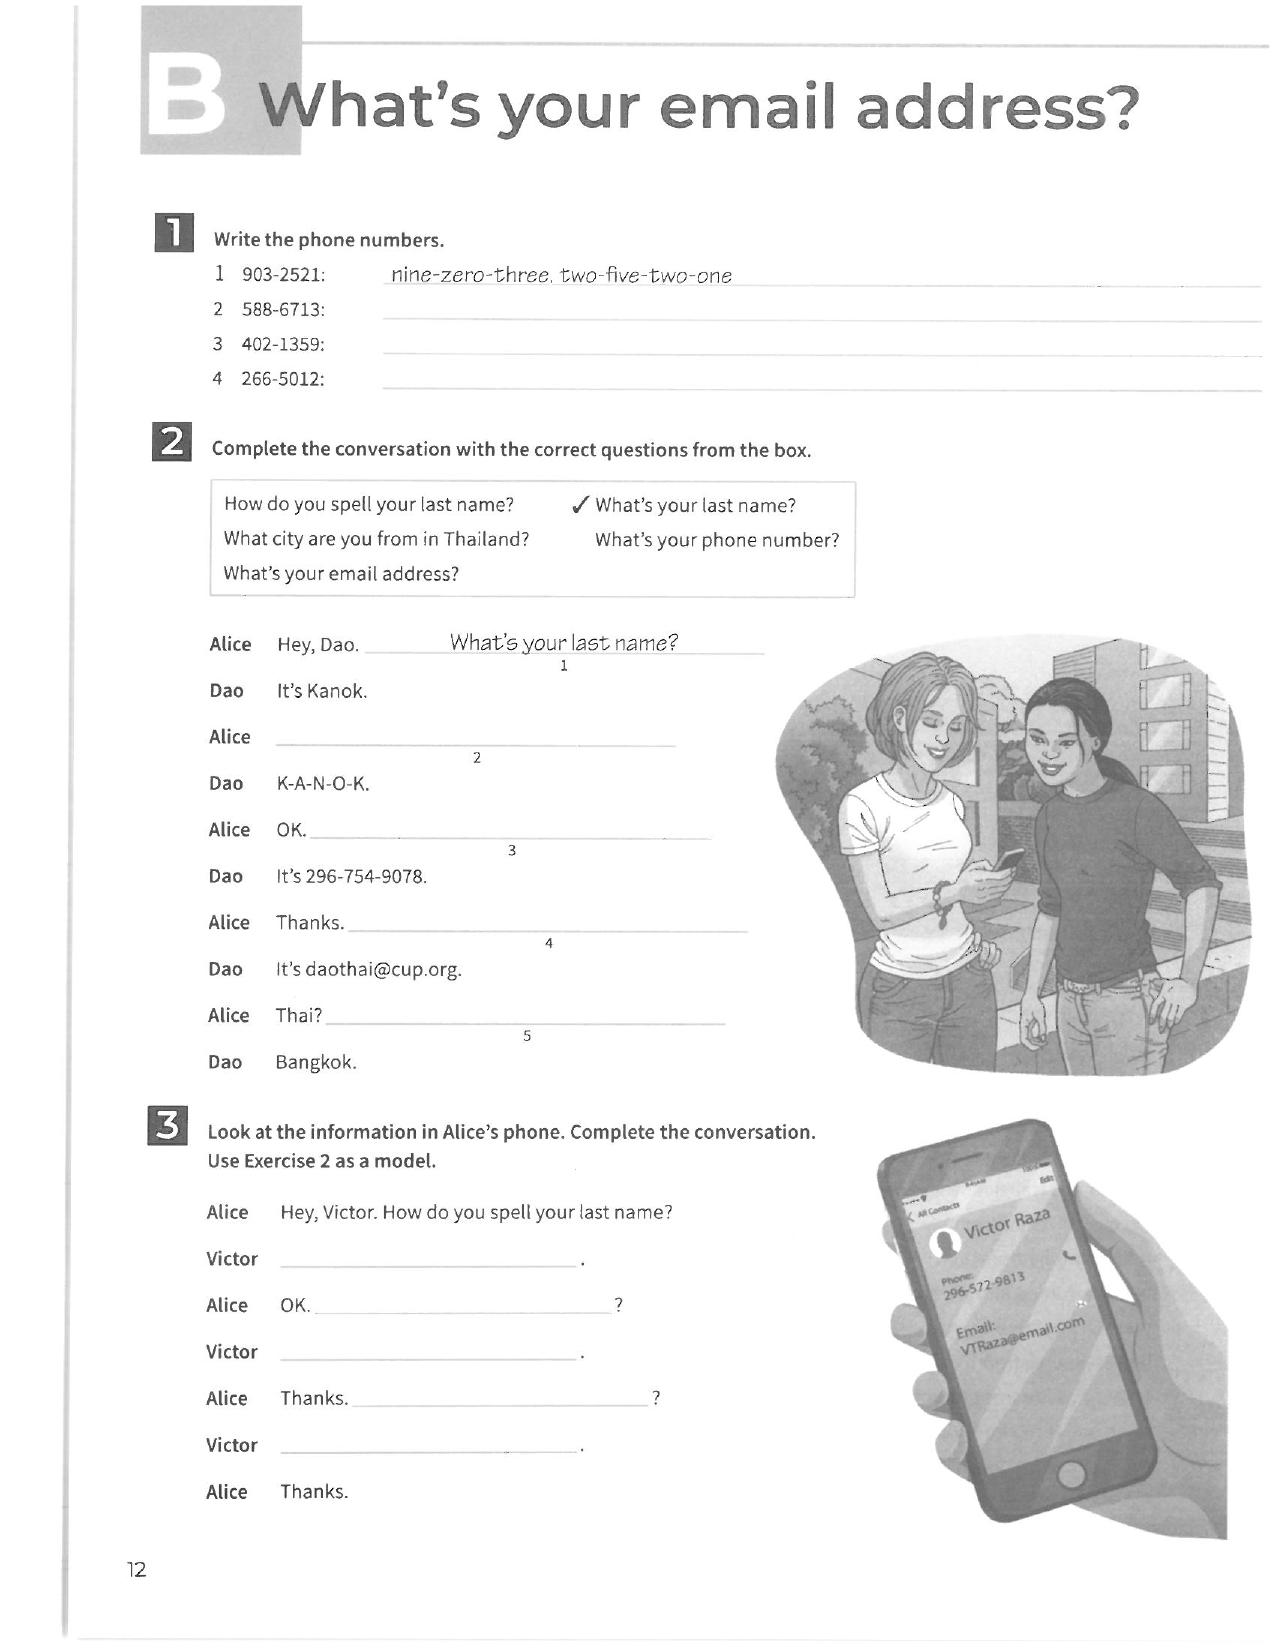 B What's your email address?
1 Write the phone numbers.
1 903-2521: nine-zero-three, two-five-two-one
2 588-6713:
3 402-1359:
4 266-5012:
2 Complete the conversation with the correct questions from the box.
How do you spell your last name? ✓ What's your last name?
What city are you from in Thailand? What's your phone number?
What's your email address?
Alice Hey, Dao. What's your last name?
1
Dao It's Kanok.
Alice
2
Dao K-A-N-O-K.
Alice OK.
3
Dao It's 296-754-9078.
Alice Thanks.
4
Dao It's daothai@cup.org.
Alice Thai?
5
Dao Bangkok.
3 Look at the information in Alice's phone. Complete the conversation.
Use Exercise 2 as a model.
Alice Hey, Victor. How do you spell your last name?
Victor .
Alice OK. ?
Victor .
Alice Thanks. ?
Victor .
Alice Thanks.
Edit
All Contacts
Victor Raza
Phone:
296-572-9813
Email:
VTRaza@email.com
12